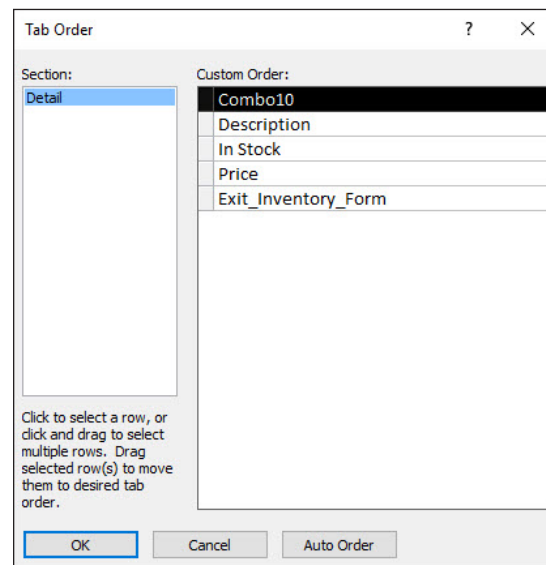 Tab Order
?
Section:
Custom Order:
Detail
Combo10
Description
In Stock
Price
Exit_Inventory_Form
Click to select a row, or
click and drag to select
multiple rows. Drag
selected row(s) to move
them to desired tab
order.
OK
Cancel
Auto Order